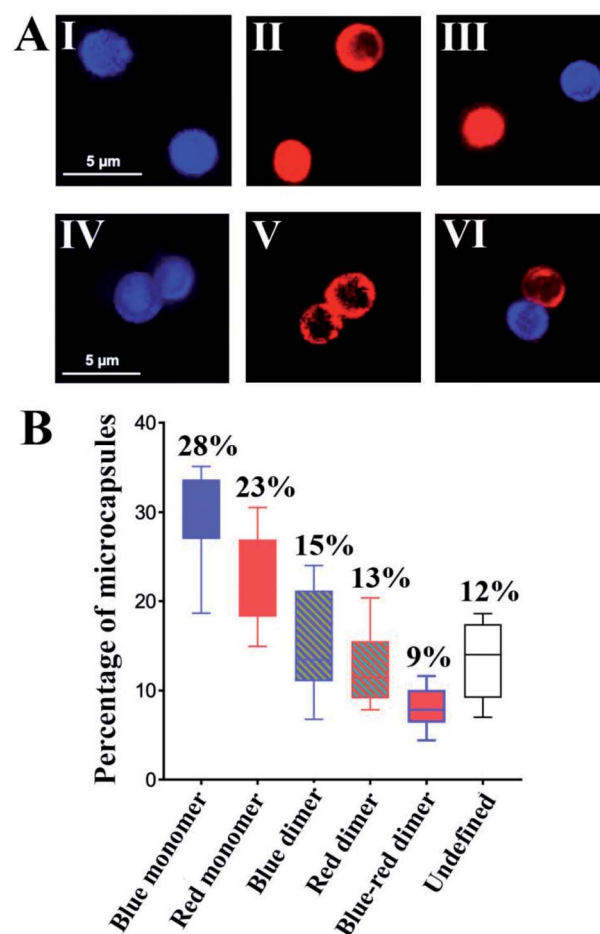 A
I
II
III
5 µm
IV
V
VI
5 µm
B
Percentage of microcapsules
40
30
20
10
0
28%
23%
15%
13%
9%
12%
Blue monomer
Red monomer
Blue dimer
Red dimer
Blue-red dimer
Undefined